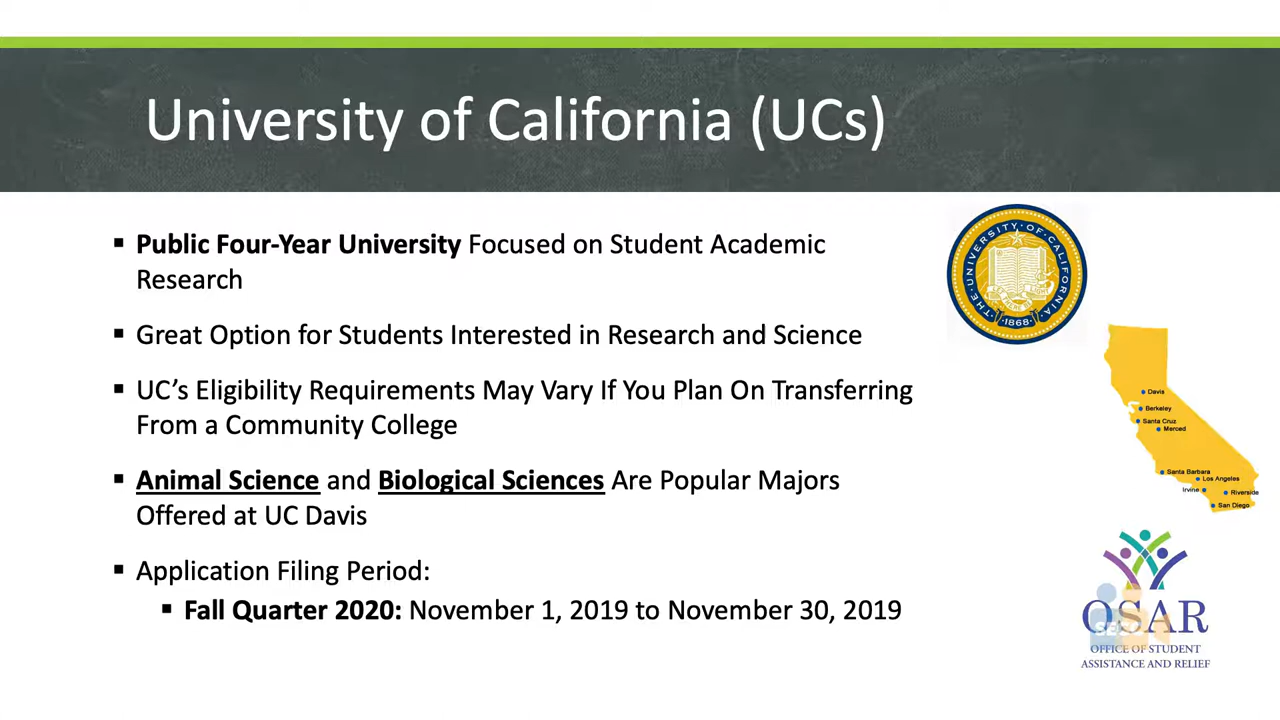 University of California (UCs)
▪ Public Four-Year University Focused on Student Academic
Research
▪ Great Option for Students Interested in Research and Science
▪ UC’s Eligibility Requirements May Vary If You Plan On Transferring
From a Community College
▪ Animal Science and Biological Sciences Are Popular Majors
Offered at UC Davis
▪ Application Filing Period:
▪ Fall Quarter 2020: November 1, 2019 to November 30, 2019
THE UNIVERSITY OF CALIFORNIA
1868
Davis
Berkeley
Santa Cruz
Merced
Santa Barbara
Los Angeles
Irvine
Riverside
San Diego
OSAR
OFFICE OF STUDENT
ASSISTANCE AND RELIEF